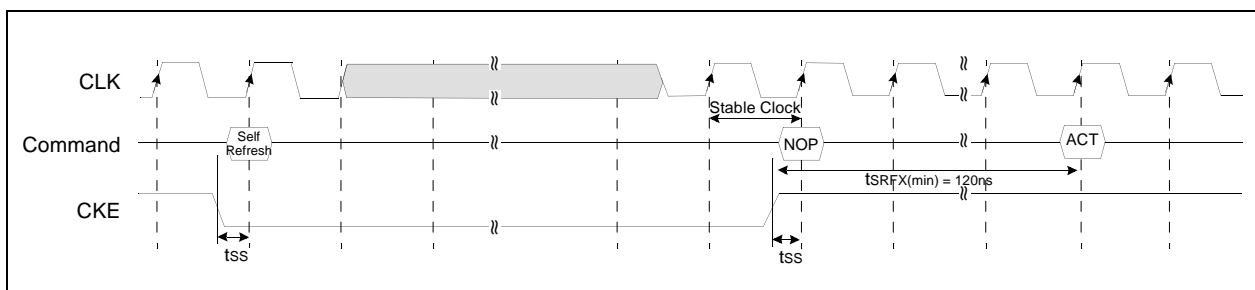 CLK
Stable Clock
Command
Self
Refresh
NOP
ACT
tSRFX(min) = 120ns
CKE
tSS
tSS